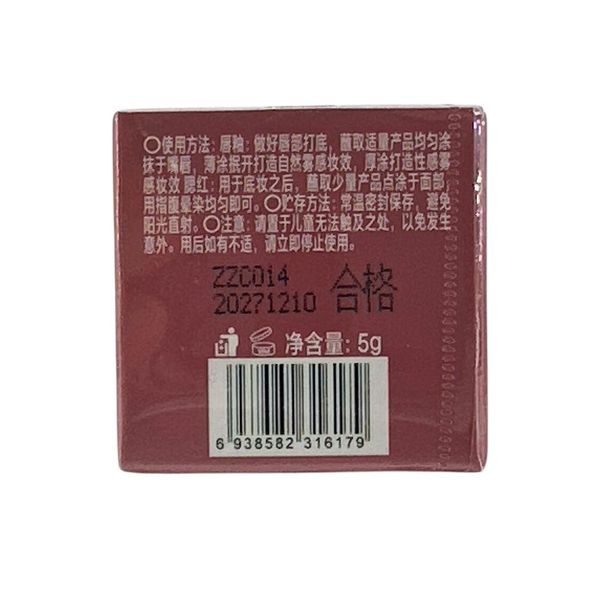 〇使用方法：唇釉：做好唇部打底，蘸取适量产品均匀涂
抹于嘴唇，薄涂抿开打造自然雾感妆效，厚涂打造性感雾
感妆效 腮红：用于底妆之后，蘸取少量产品点涂于面部，
用指腹晕染均匀即可。〇贮存方法：常温密封保存，避免
阳光直射。〇注意：请置于儿童无法触及之处，以免发生
意外。用后如有不适，请立即停止使用。
ZZC014
20271210 合格
净含量：5g
6 938582 316179